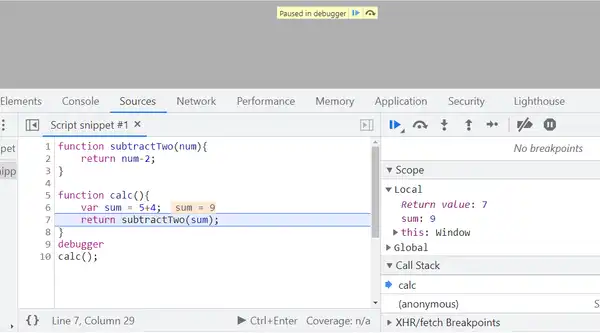 Paused in debugger
Elements Console Sources Network Performance Memory Application Security Lighthouse
Script snippet #1 ×
1 function subtractTwo(num){
2 return num-2;
3 }
4
5 function calc(){
6 var sum = 5+4; sum = 9
7 return subtractTwo(sum);
8 }
9 debugger
10 calc();
{} Line 7, Column 29 Ctrl+Enter Coverage: n/a
No breakpoints
Scope
Local
Return value: 7
sum: 9
this: Window
Global
Call Stack
calc
(anonymous) S
XHR/fetch Breakpoints